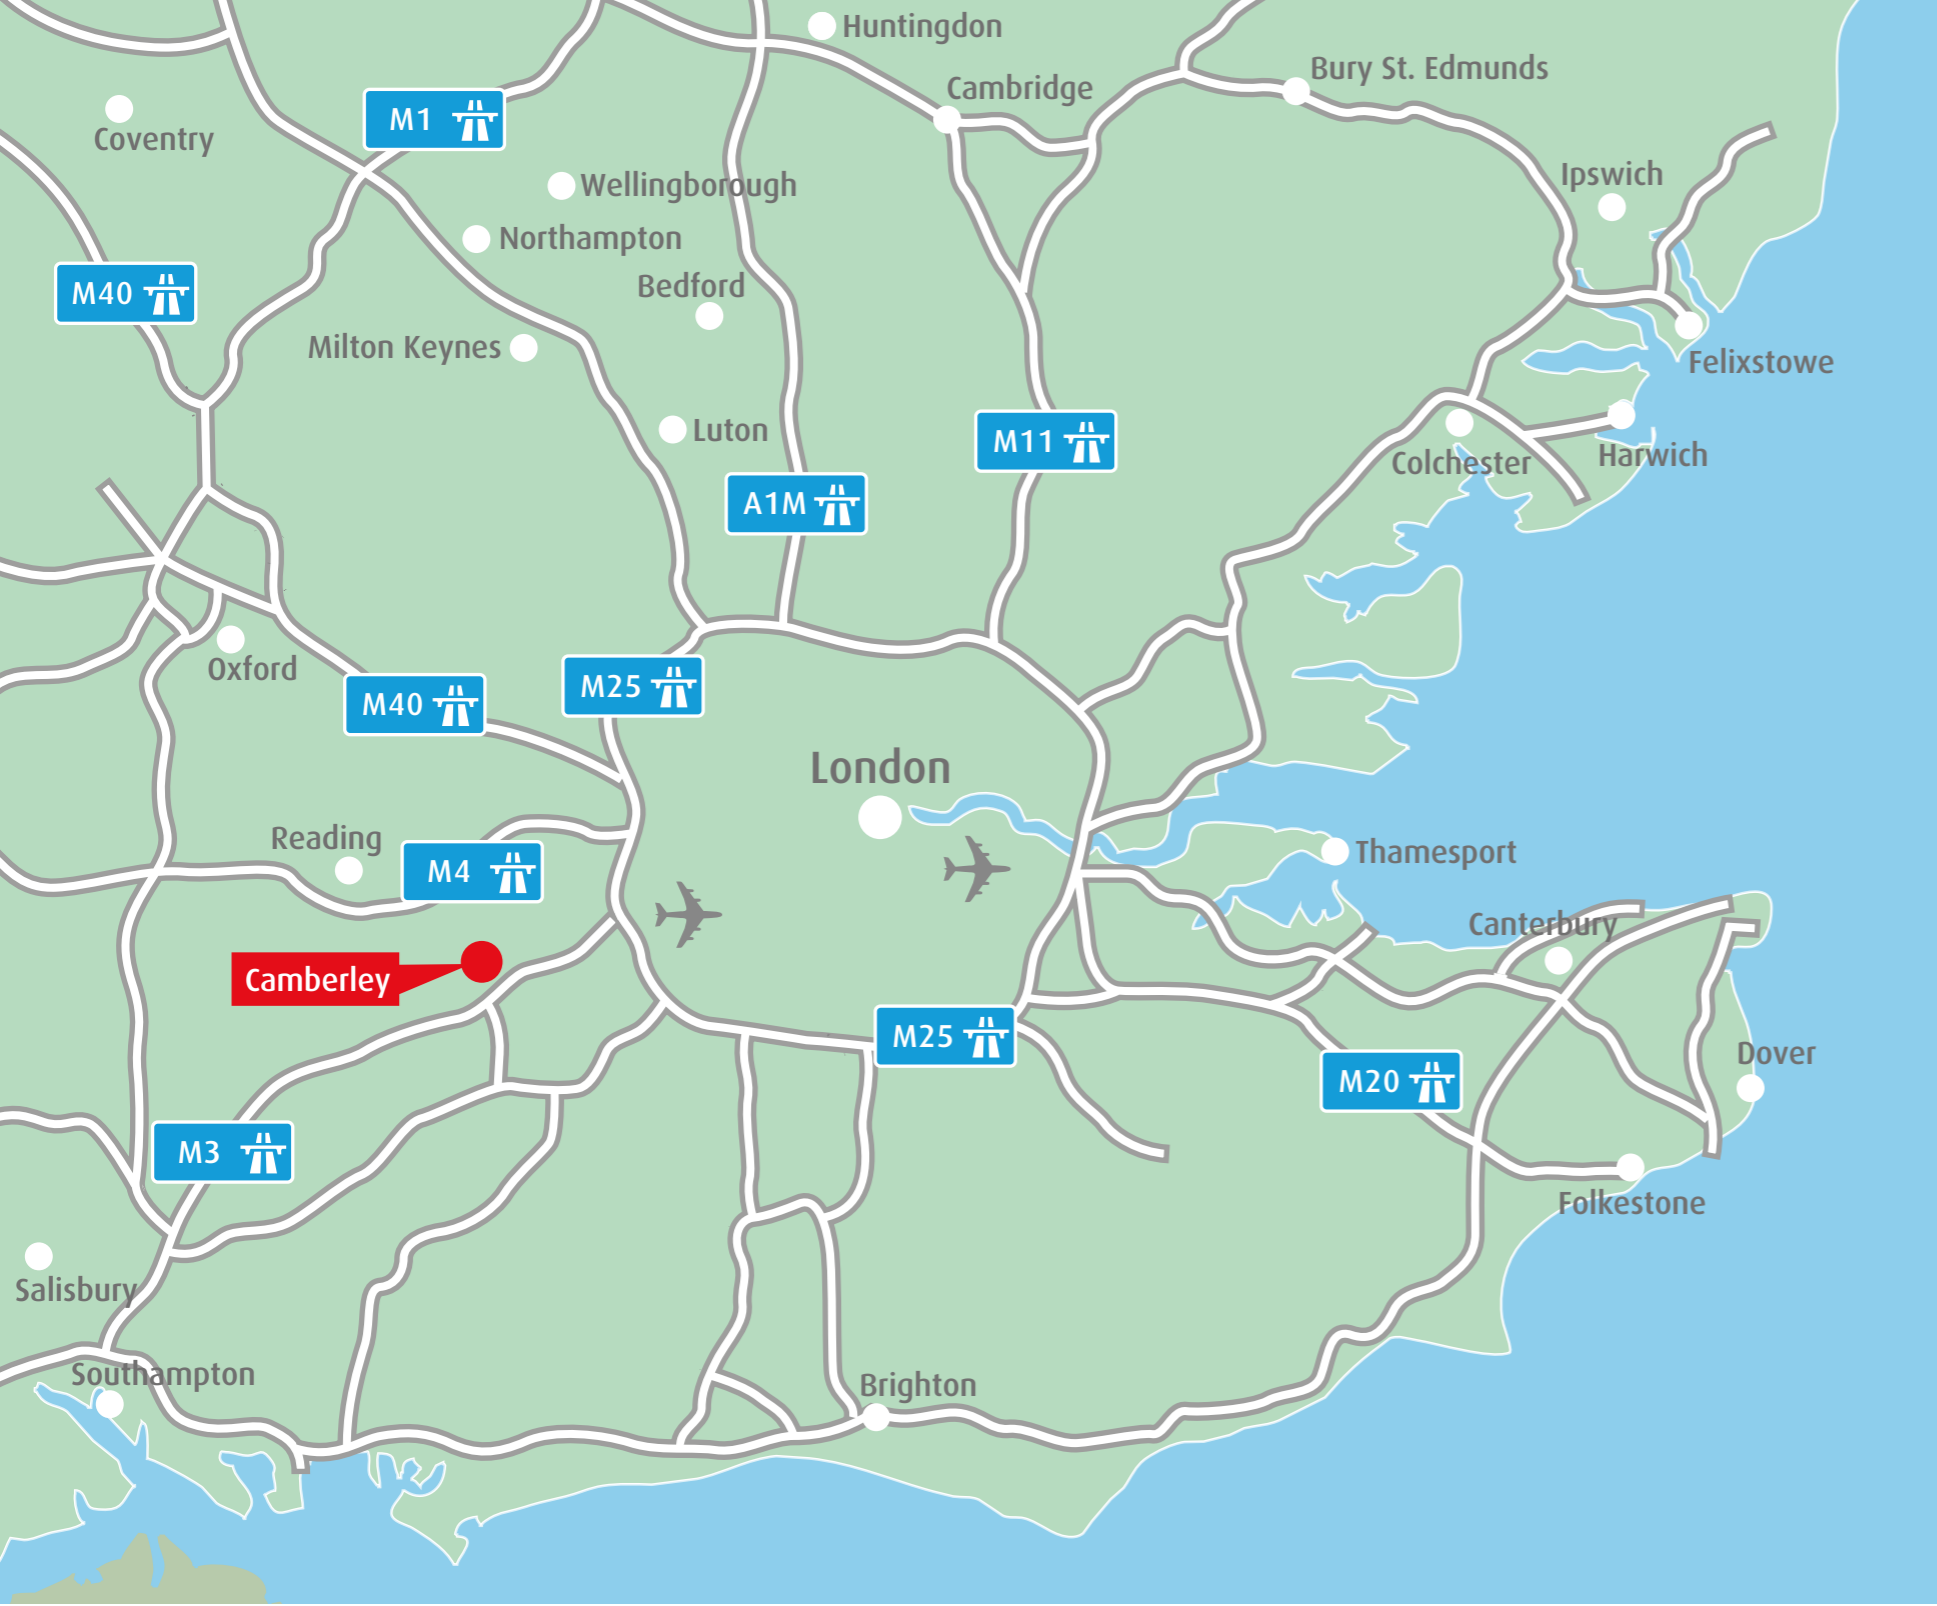 Huntingdon
Bury St. Edmunds
Cambridge
M1
Coventry
Ipswich
Wellingborough
Northampton
Bedford
M40
Milton Keynes
Felixstowe
Luton
M11
Colchester
Harwich
A1M
Oxford
M25
M40
London
Reading
Thamesport
M4
Canterbury
Camberley
M25
Dover
M20
M3
Folkestone
Salisbury
Southampton
Brighton